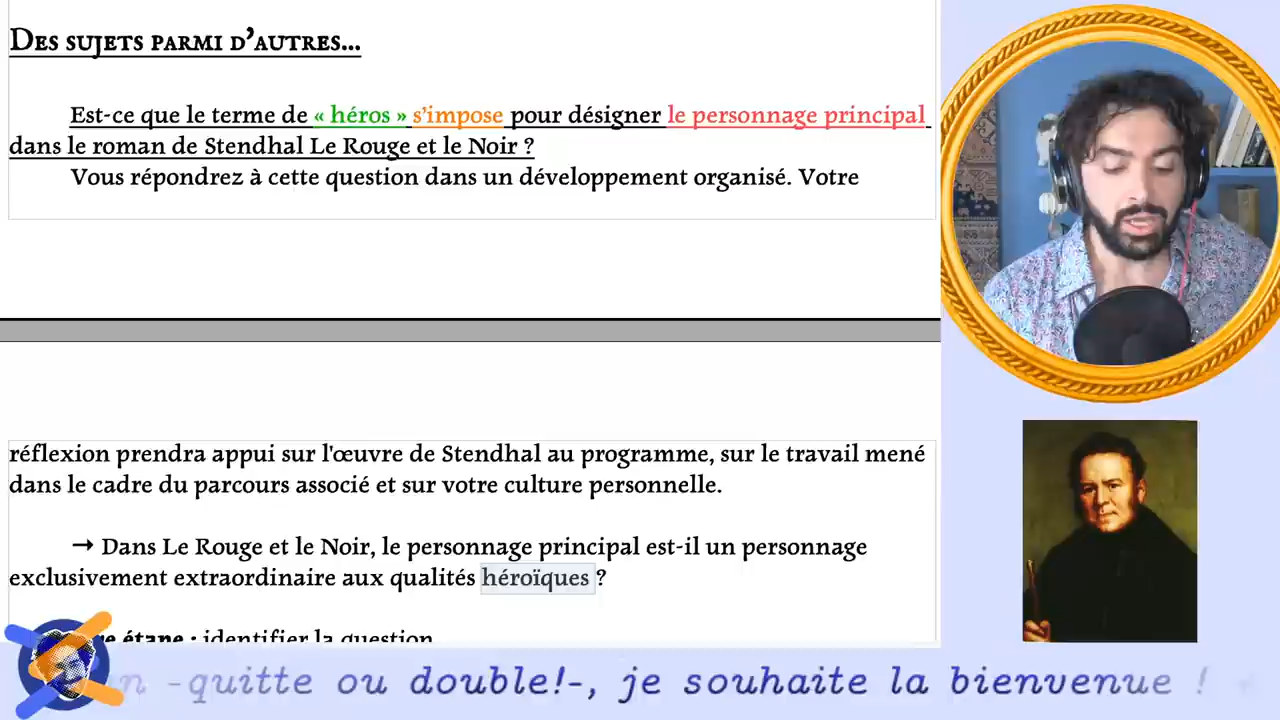 Des sujets parmi d'autres...
Est-ce que le terme de « héros » s'impose pour désigner le personnage principal
dans le roman de Stendhal Le Rouge et le Noir ?
Vous répondrez à cette question dans un développement organisé. Votre
réflexion prendra appui sur l'œuvre de Stendhal au programme, sur le travail mené
dans le cadre du parcours associé et sur votre culture personnelle.
→ Dans Le Rouge et le Noir, le personnage principal est-il un personnage
exclusivement extraordinaire aux qualités héroïques ?
étape : identifier la question
-quitte ou double!-, je souhaite la bienvenue !